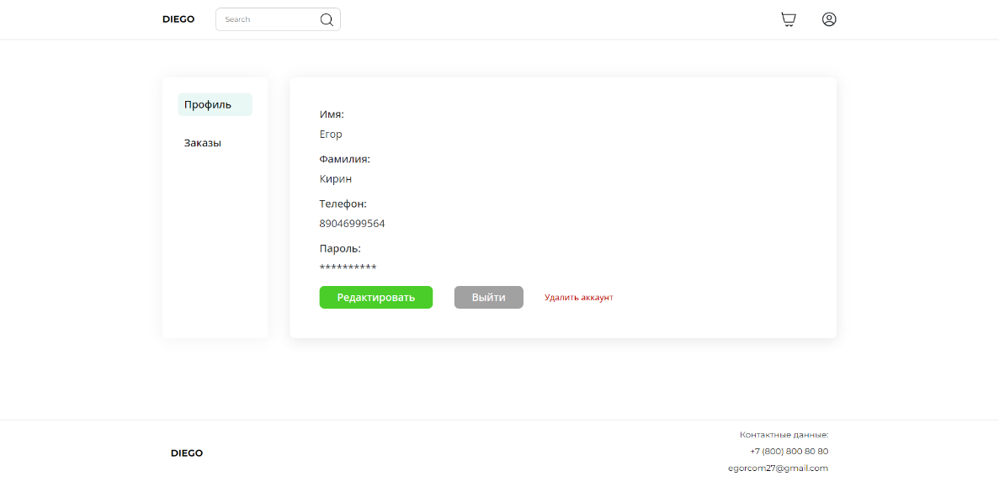 DIEGO
Search
Профиль
Заказы
Имя:
Егор
Фамилия:
Кирин
Телефон:
89046999564
Пароль:
**********
Редактировать
Выйти
Удалить аккаунт
DIEGO
Контактные данные:
+7 (800) 800 80 80
egorcom27@gmail.com